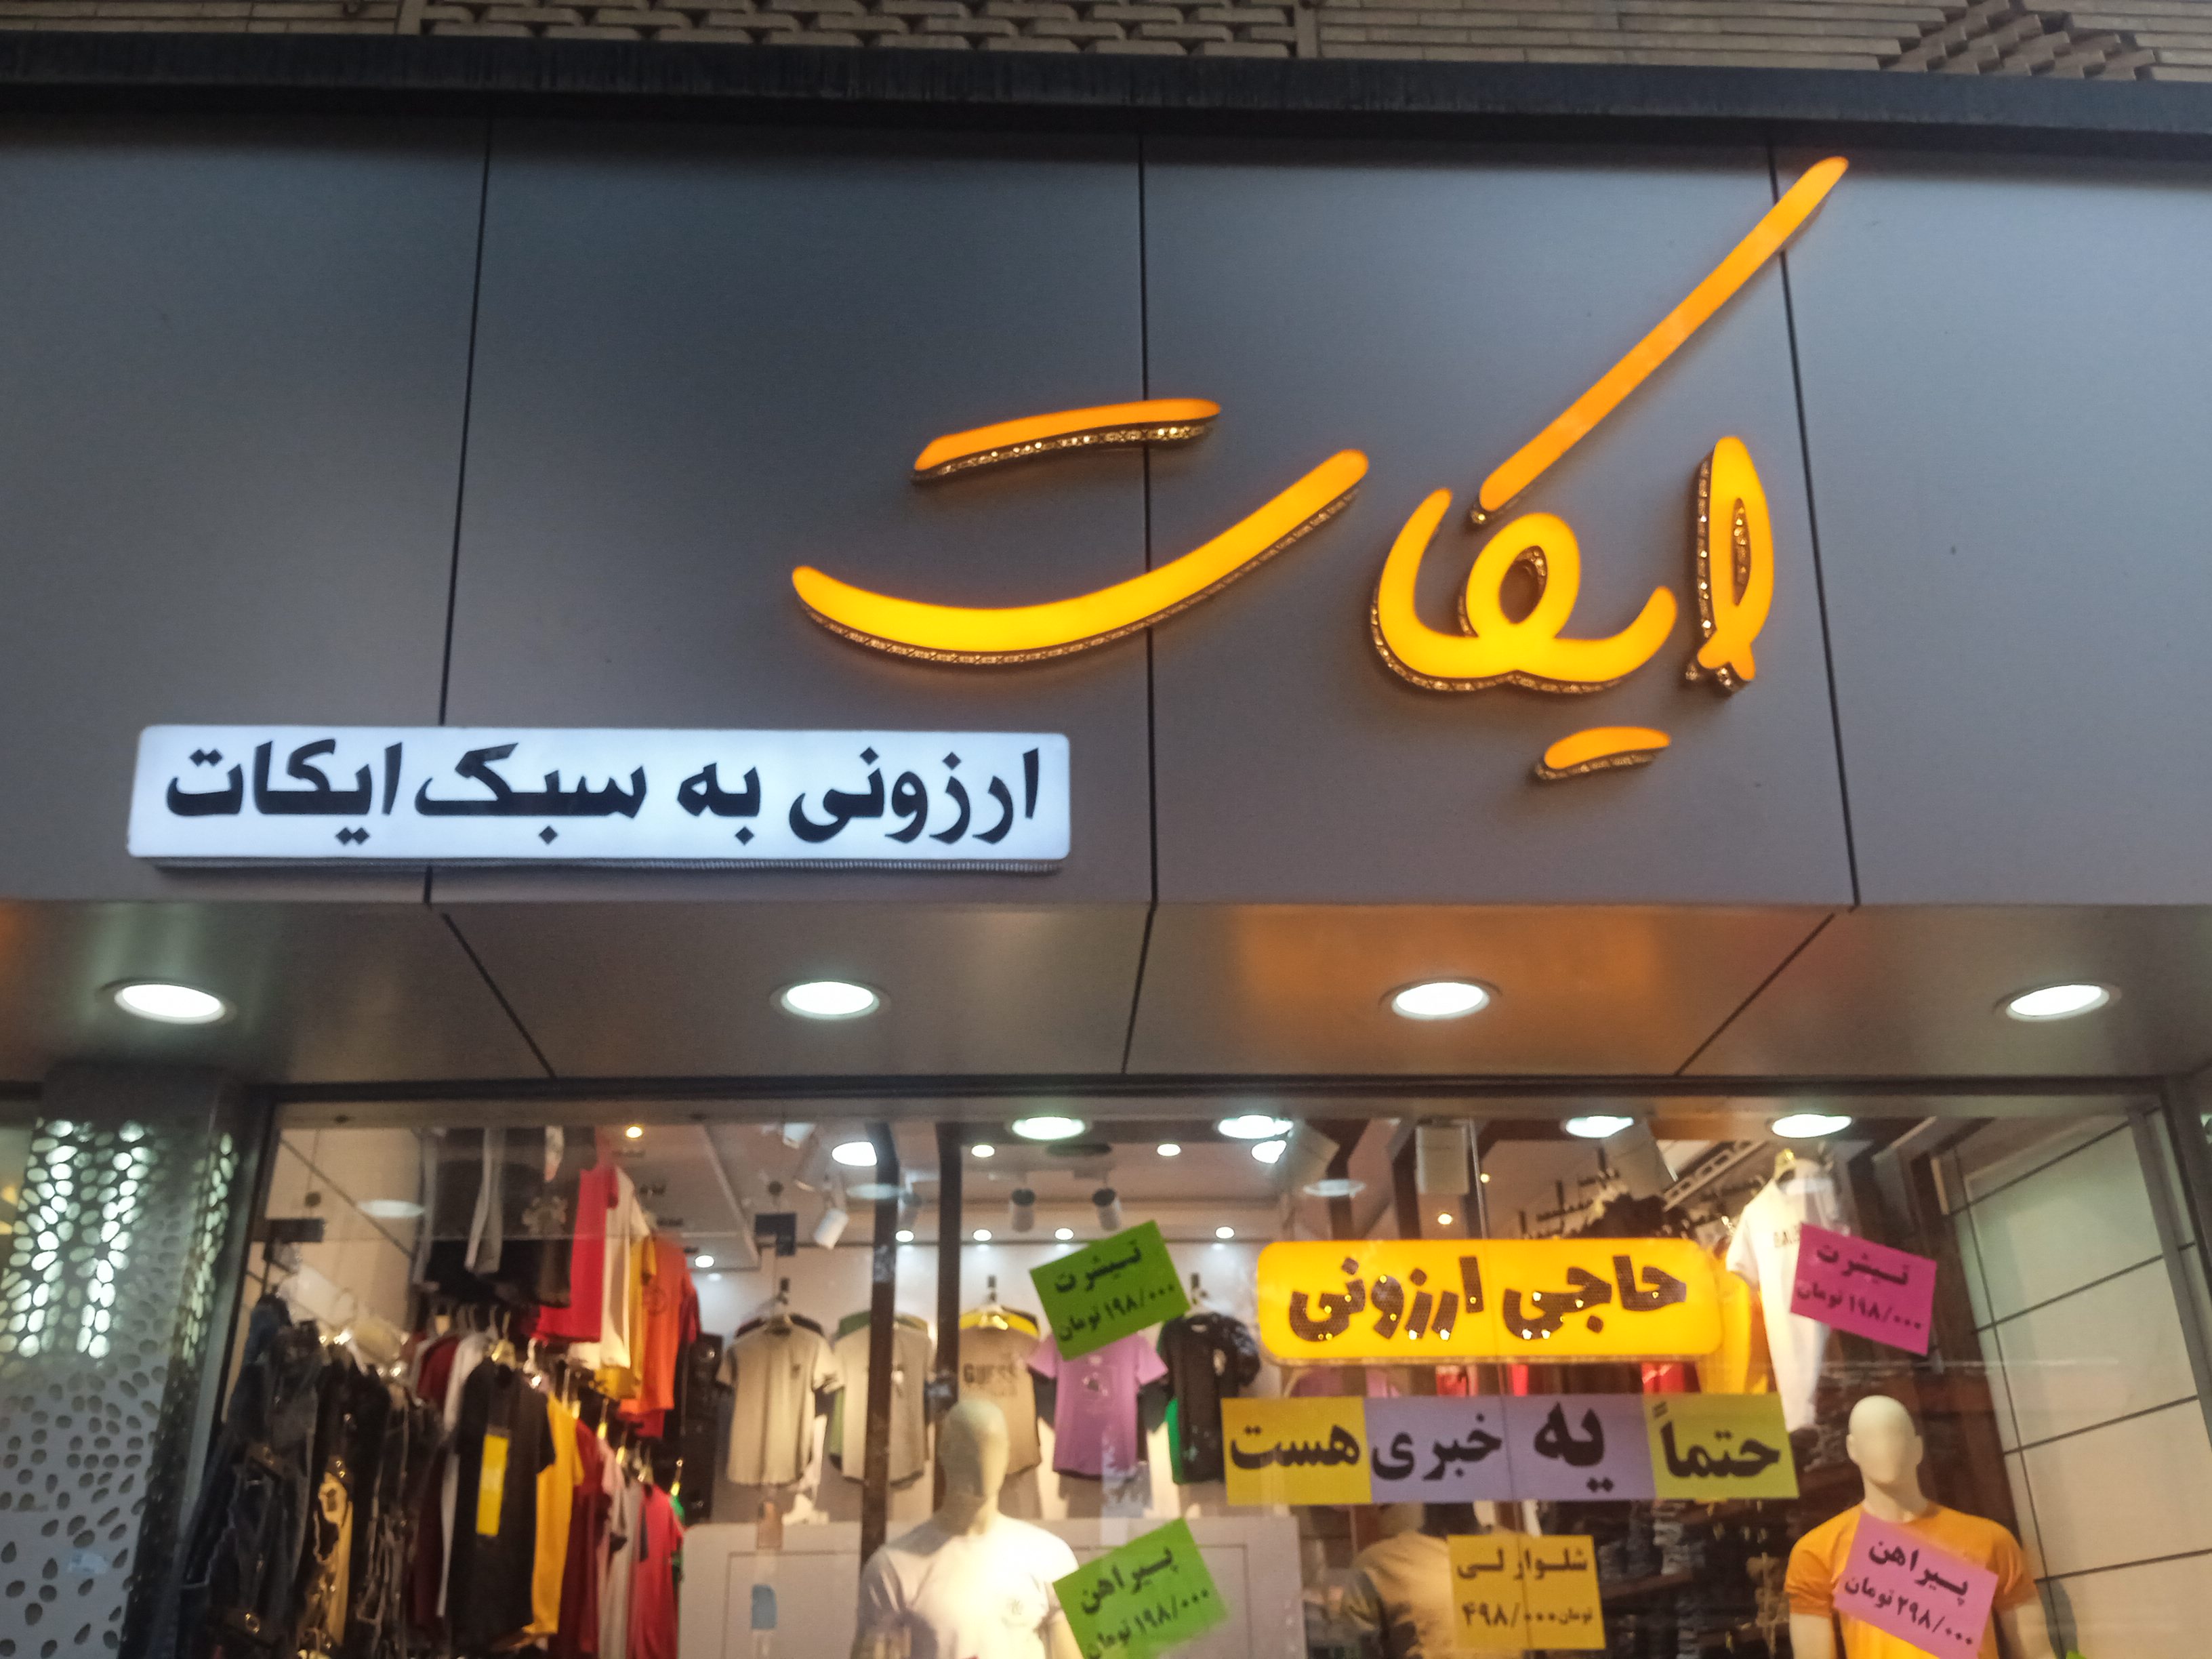 ایکات
ارزونی به سبک ایکات
حاجی ارزونی
حتماً یه خبری هست
تیشرت
۱۹۸/۰۰۰ تومان
تیشرت
۱۹۸/۰۰۰ تومان
پیراهن
۲۹۸/۰۰۰ تومان
شلوار لی
۴۹۸/۰۰۰ تومان
پیراهن
۱۹۸/۰۰۰ تومان
GUESS